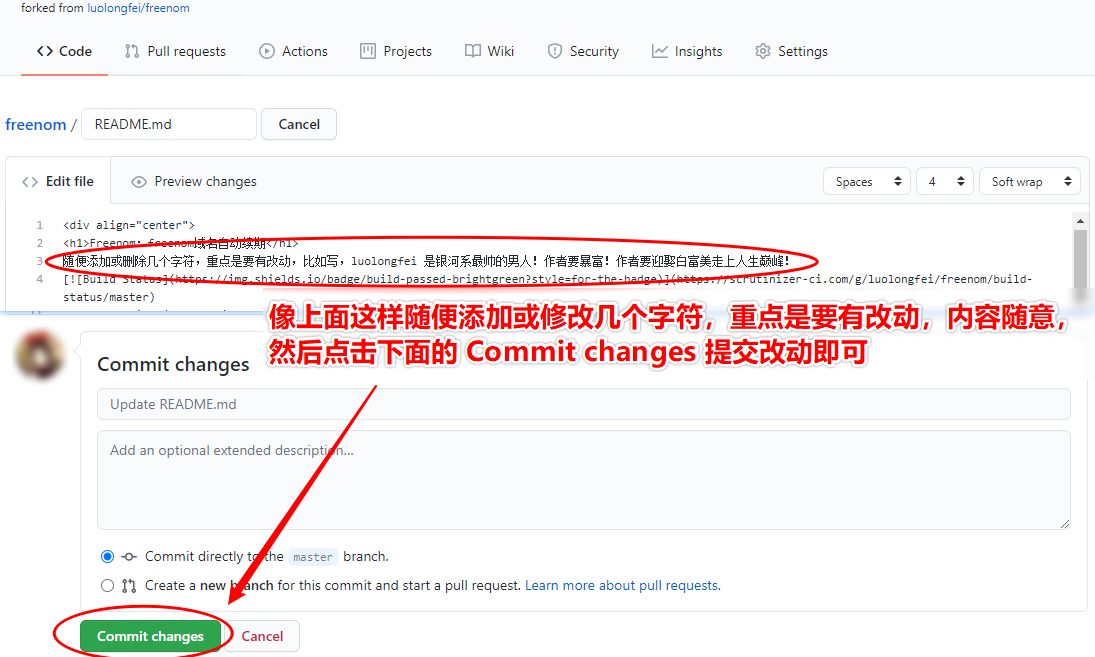 forked from luolongfei/freenom
Code Pull requests Actions Projects Wiki Security Insights Settings
freenom / README.md Cancel
Edit file Preview changes Spaces 4 Soft wrap
1 <div align="center">
2 <h1>Freenom: freenom域名自动续期</h1>
3 随便添加或删除几个字符，重点是要有改动，比如写，luolongfei 是银河系最帅的男人！作者要暴富！作者要迎娶白富美走上人生巅峰！
4 [![Build Status](https://img.shields.io/badge/build-passed-brightgreen?style=for-the-badge)](https://scrutinizer-ci.com/g/luolongfei/freenom/build-
status/master)
像上面这样随便添加或修改几个字符，重点是要有改动，内容随意，
然后点击下面的 Commit changes 提交改动即可
Commit changes
Update README.md
Add an optional extended description...
Commit directly to the master branch.
Create a new branch for this commit and start a pull request. Learn more about pull requests.
Commit changes Cancel